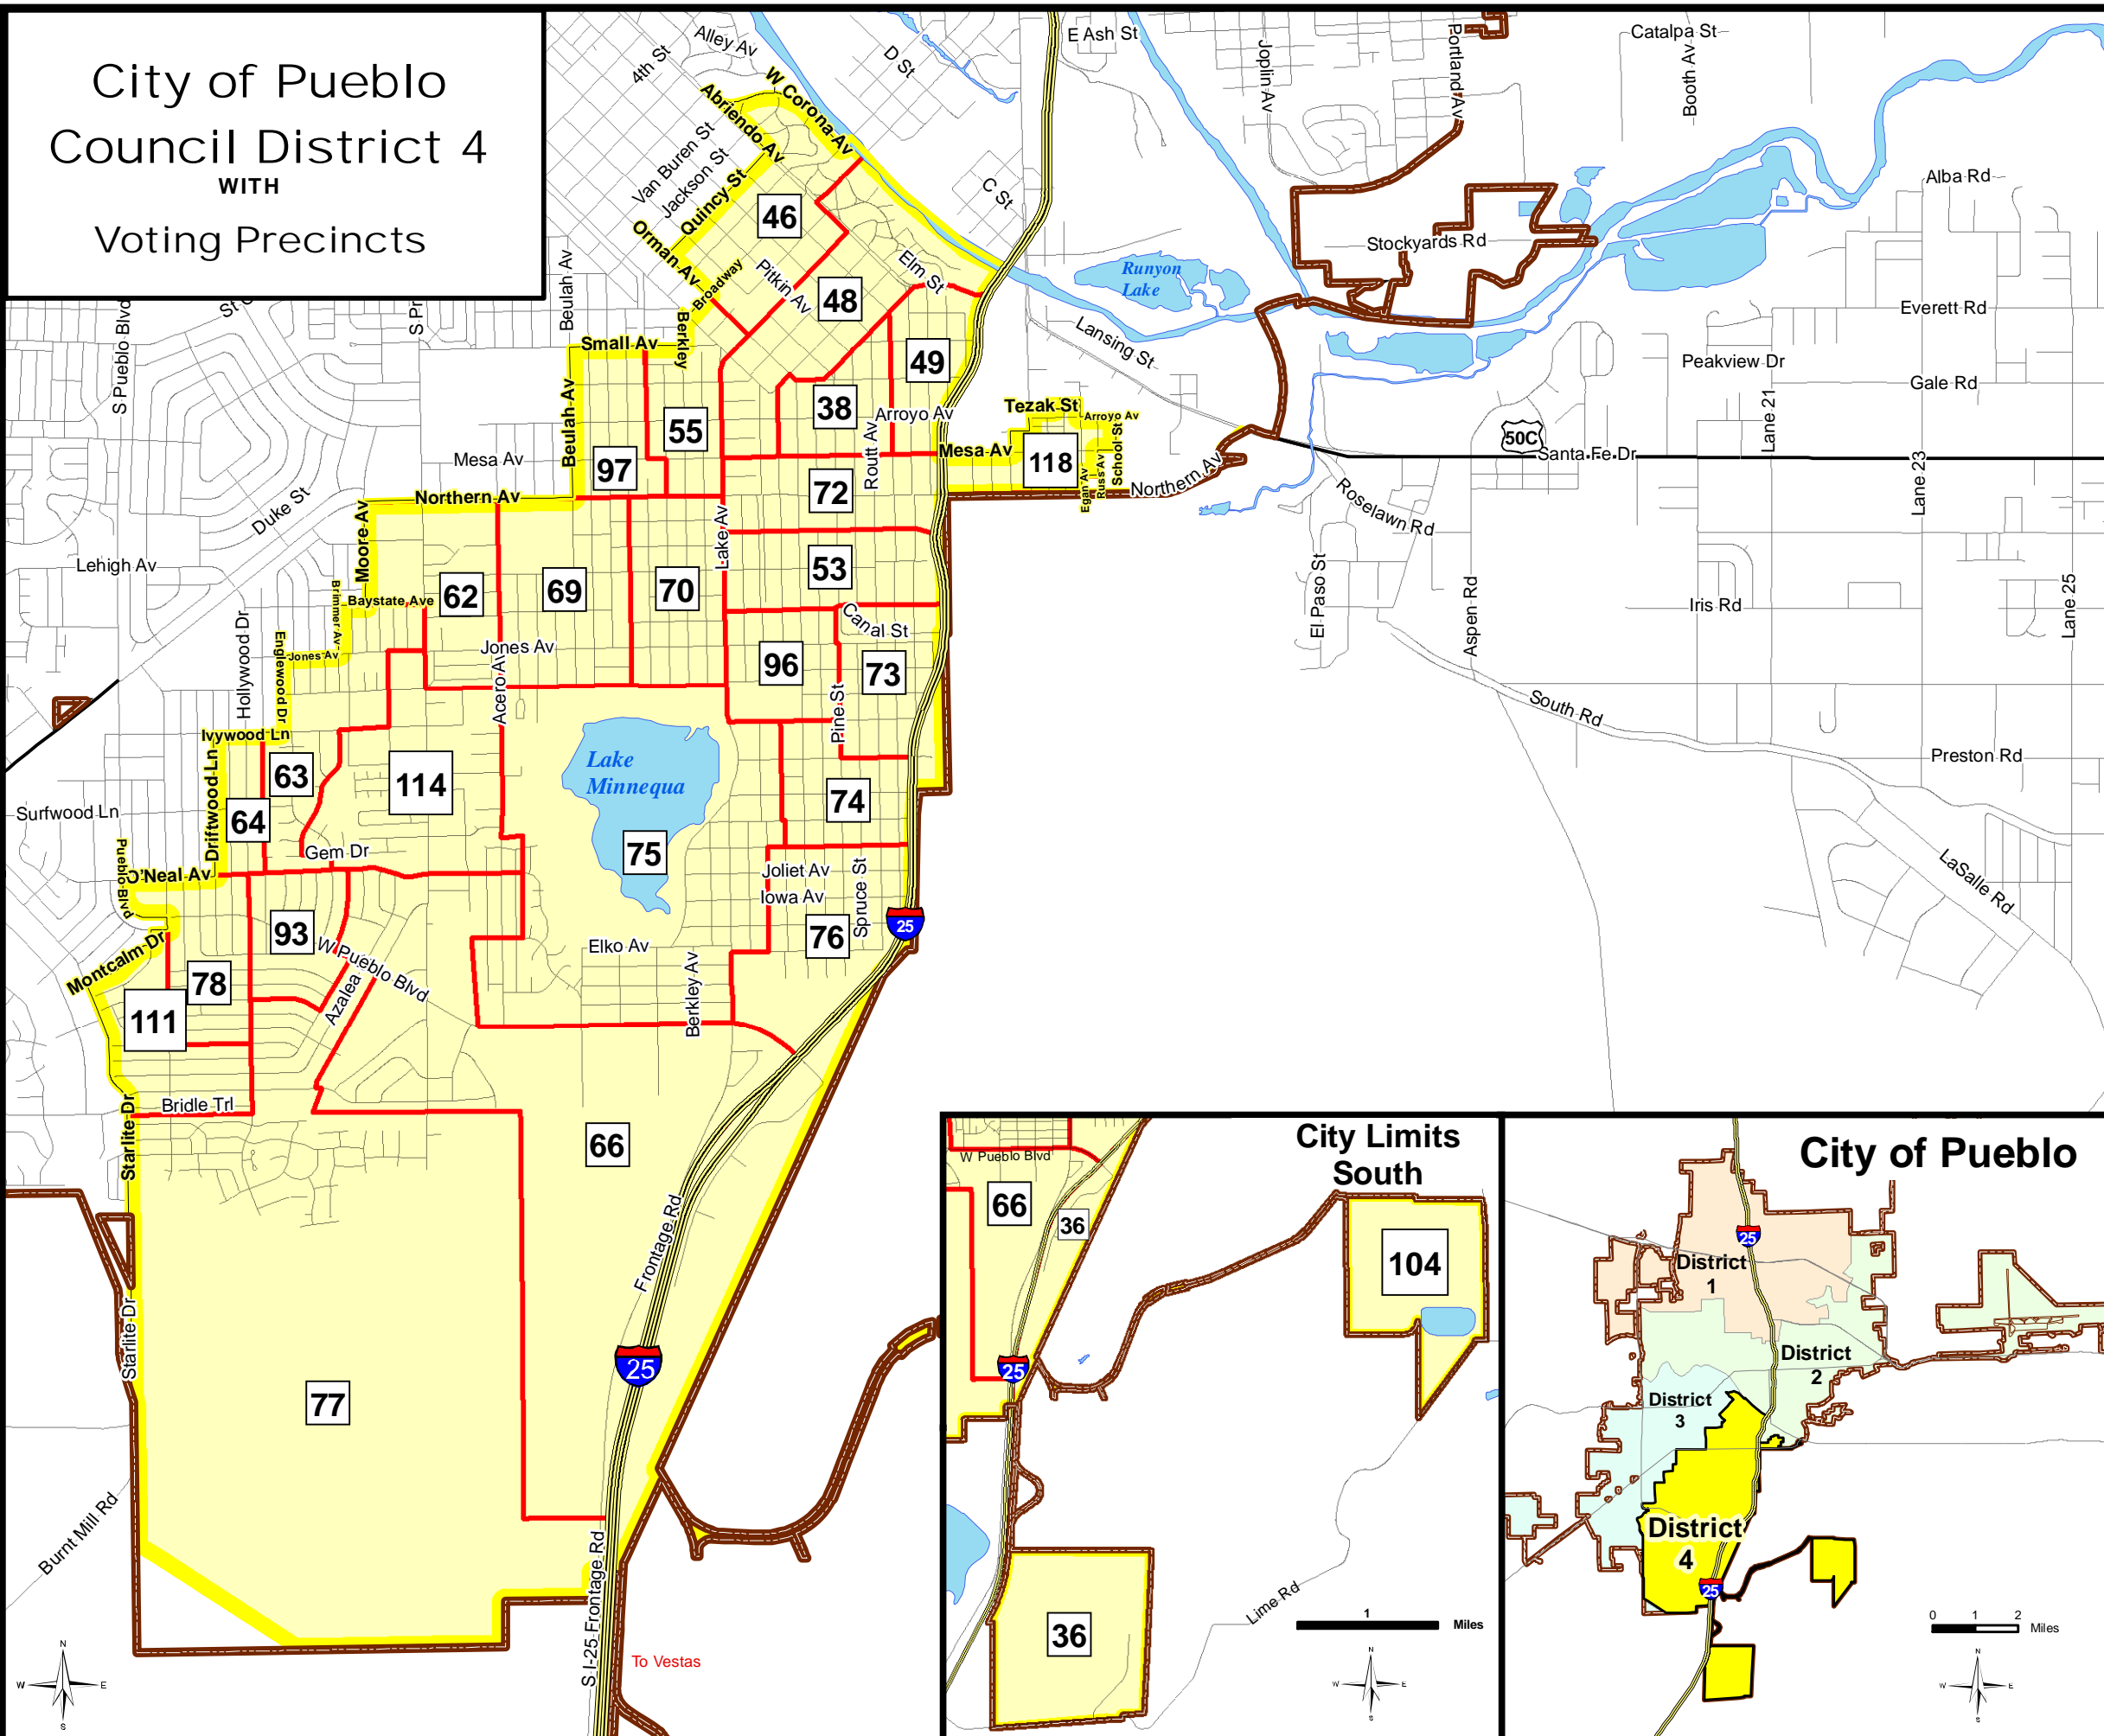 City of Pueblo
Council District 4
WITH
Voting Precincts
Alley Av
4th St
D St
E Ash St
Joplin Av
Portland Av
Catalpa St
Booth Av
W Corona Av
Abriendo Av
Van Buren St
Jackson St
Quincy St
Orman Av
Broadway
Berkley
Pitkin Av
Elm St
C St
46
48
49
Runyon
Lake
Stockyards Rd
Alba Rd
Everett Rd
Peakview Dr
Gale Rd
Lane 21
Lansing St
S Pueblo Blvd
Beulah Av
Small Av
Beulah Av
55
38
Arroyo Av
Routt Av
Tezak St
Arroyo Av
School St
Mesa Av
118
Egan Av
Russ Av
Northern Av
50C
Santa Fe Dr
Lane 23
Roselawn Rd
Mesa Av
97
72
Northern Av
Duke St
Moore Av
Lake Av
Lehigh Av
53
El Paso St
Aspen Rd
Iris Rd
Lane 25
Baystate Ave
Brimmer Av
62
69
70
Canal St
Hollywood Dr
Englewood Dr
Jones Av
Jones Av
Acero Av
96
73
Pine St
South Rd
Preston Rd
Ivywood Ln
Driftwood Ln
63
64
114
Lake
Minnequa
75
74
Surfwood Ln
Gem Dr
Pueblo Blvd
O'Neal Av
Joliet Av
Iowa Av
Spruce St
LaSalle Rd
93
W Pueblo Blvd
Elko Av
76
25
Montcalm Dr
78
111
Azalea
Berkley Av
Bridle Trl
Starlite Dr
66
Frontage Rd
Starlite Dr
25
77
Burnt Mill Rd
S I-25 Frontage Rd
To Vestas
N
W
E
S
City Limits
South
W Pueblo Blvd
66
36
104
25
36
Lime Rd
1
Miles
N
W
E
S
City of Pueblo
25
District
1
District
2
District
3
District
4
25
0 1 2
Miles
N
W
E
S